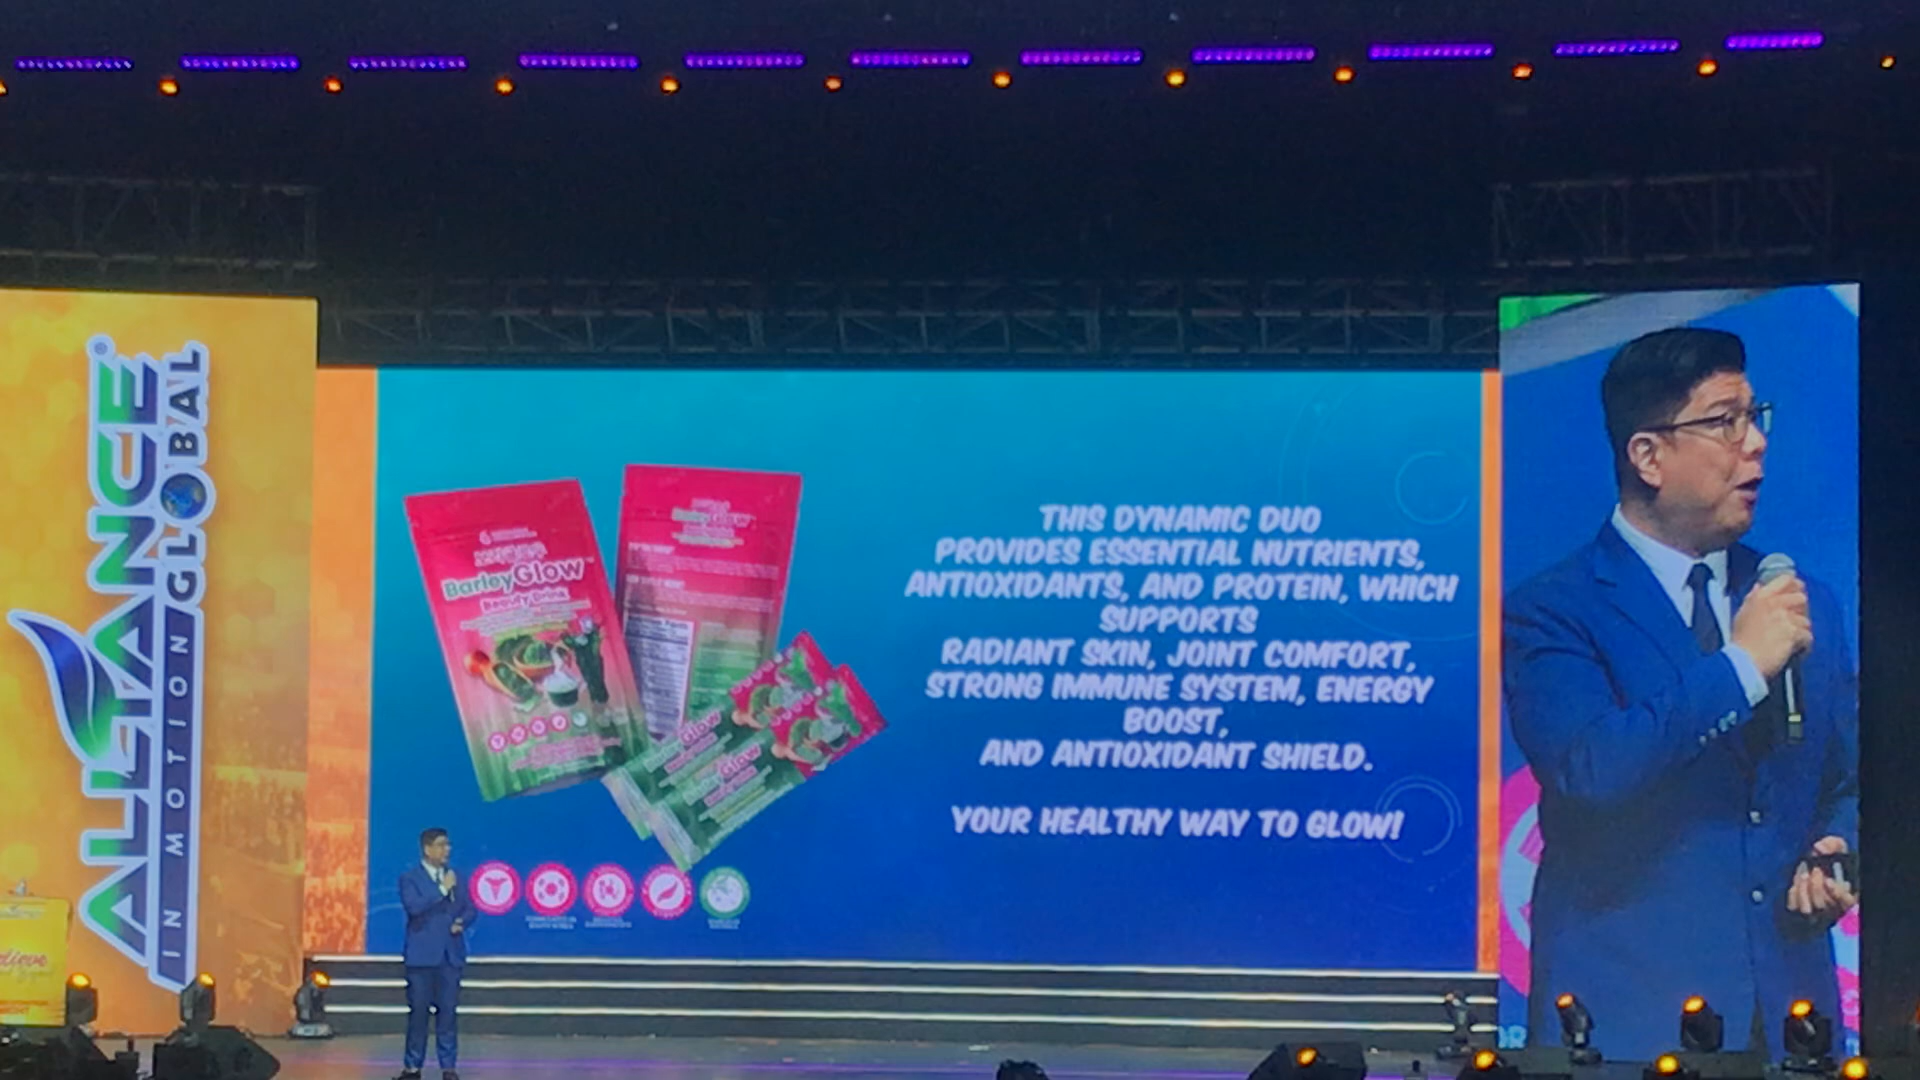 ALLIANCE
IN MOTION GLOBAL
BarleyGlow
Beauty Drink
THIS DYNAMIC DUO
PROVIDES ESSENTIAL NUTRIENTS,
ANTIOXIDANTS, AND PROTEIN, WHICH
SUPPORTS
RADIANT SKIN, JOINT COMFORT,
STRONG IMMUNE SYSTEM, ENERGY
BOOST,
AND ANTIOXIDANT SHIELD.
YOUR HEALTHY WAY TO GLOW!